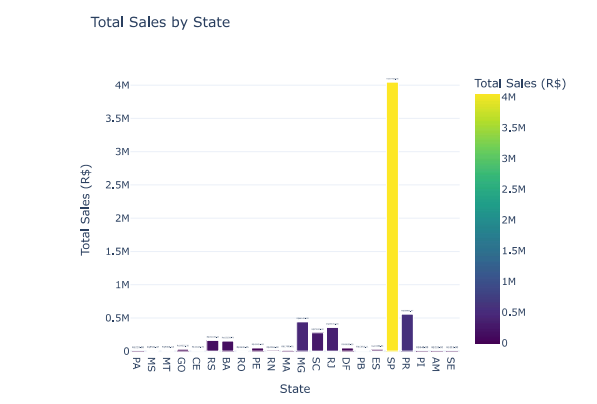 Total Sales by State
Total Sales (R$)
4M
3.5M
3M
2.5M
2M
1.5M
1M
0.5M
0
PA MS MT GO CE RS BA RO PE RN MA MG SC RJ DF PB ES SP PR PI AM SE
State
Total Sales (R$)
4M
3.5M
3M
2.5M
2M
1.5M
1M
0.5M
0